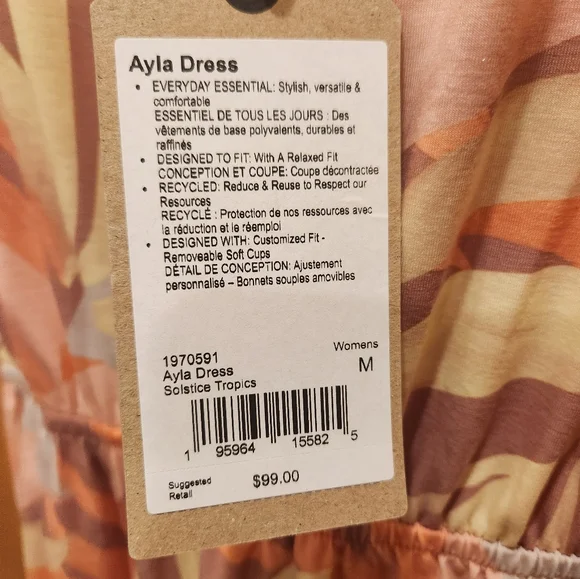 Ayla Dress
• EVERYDAY ESSENTIAL: Stylish, versatile &
comfortable
ESSENTIEL DE TOUS LES JOURS : Des
vêtements de base polyvalents, durables et
raffinés
• DESIGNED TO FIT: With A Relaxed Fit
CONCEPTION ET COUPE: Coupe décontractée
• RECYCLED: Reduce & Reuse to Respect our
Resources
RECYCLÉ : Protection de nos ressources avec
la réduction et le réemploi
• DESIGNED WITH: Customized Fit -
Removeable Soft Cups
DÉTAIL DE CONCEPTION: Ajustement
personnalisé – Bonnets souples amovibles
Womens
1970591
M
Ayla Dress
Solstice Tropics
1 95964 15582 5
Suggested
Retail
$99.00